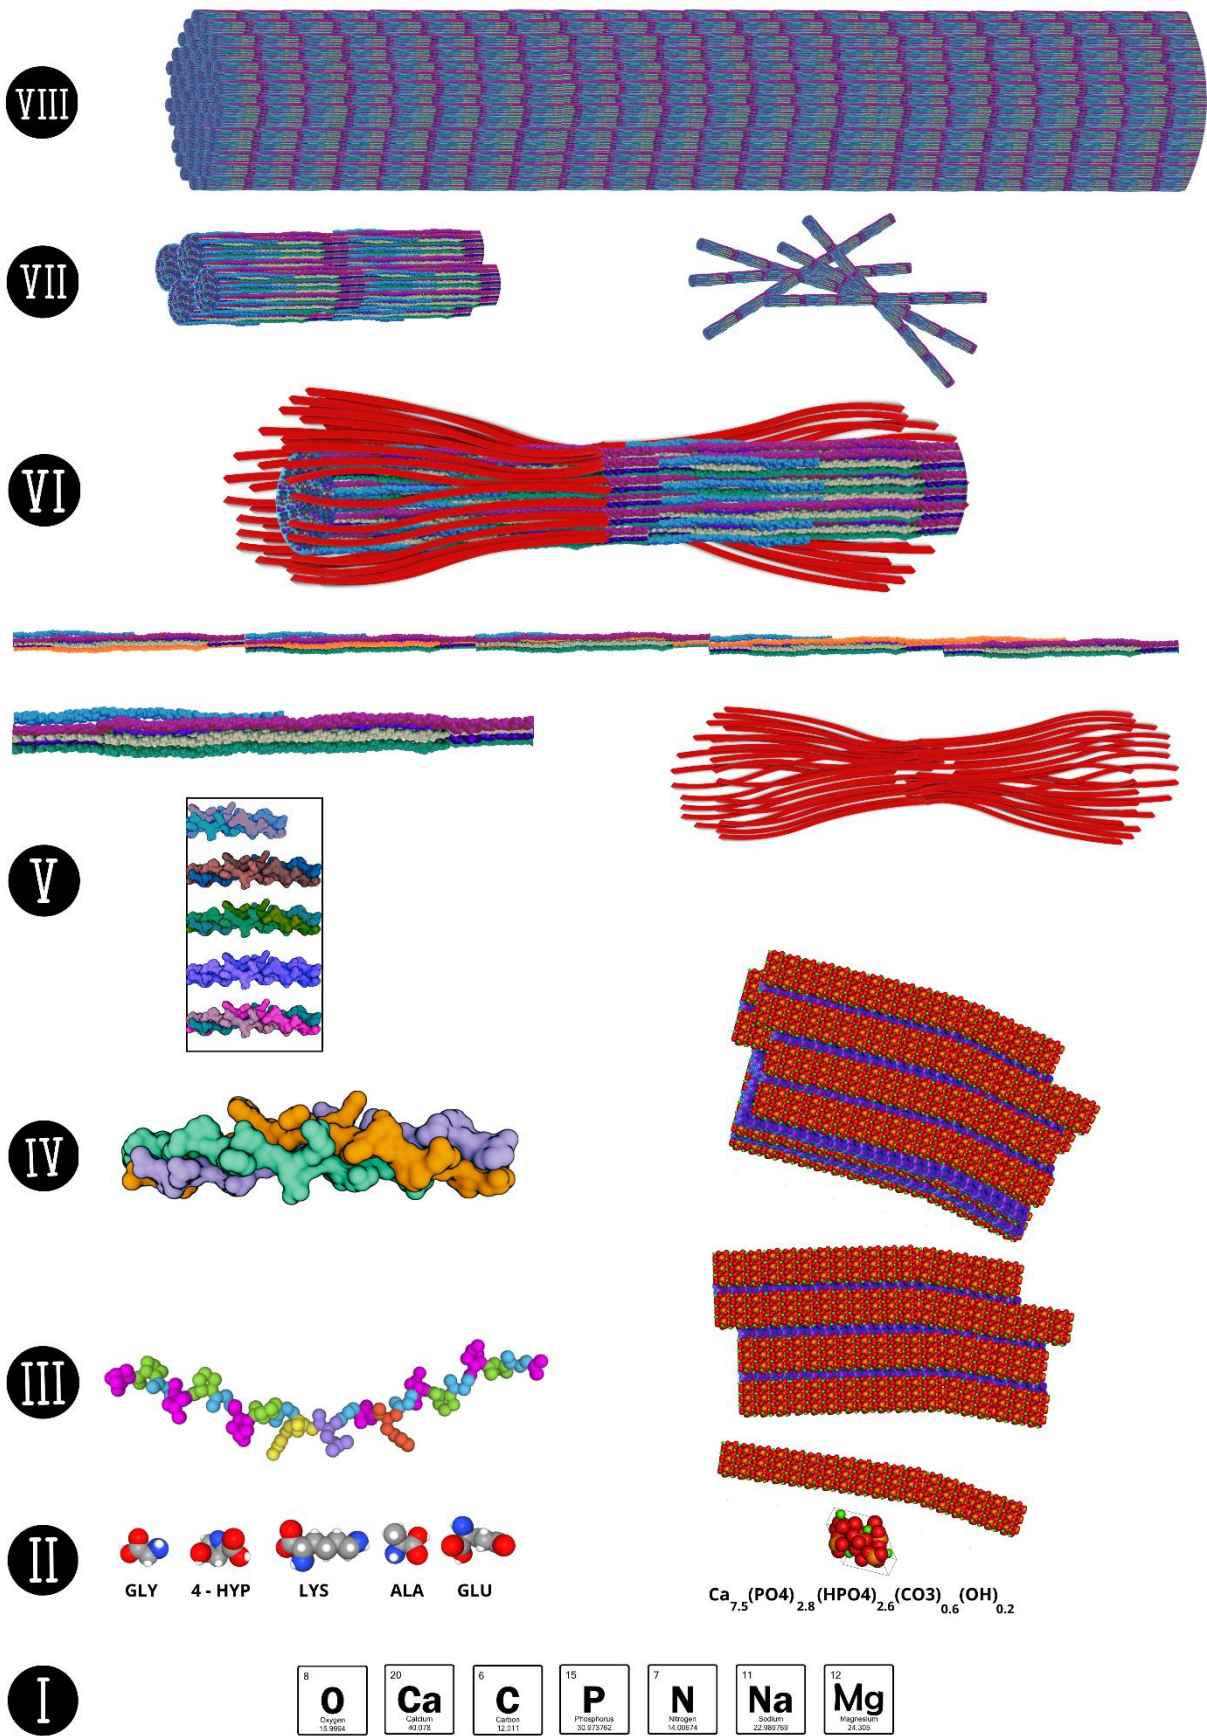 VIII
VII
VI
V
IV
III
II
GLY 4 - HYP LYS ALA GLU
Ca7.5(PO4)2.8(HPO4)2.6(CO3)0.6(OH)0.2
I
8 20 6 15 7 11 12
O Ca C P N Na Mg
Oxygen Calcium Carbon Phosphorus Nitrogen Sodium Magnesium
15.9994 40.078 12.011 30.973762 14.00674 22.989769 24.305